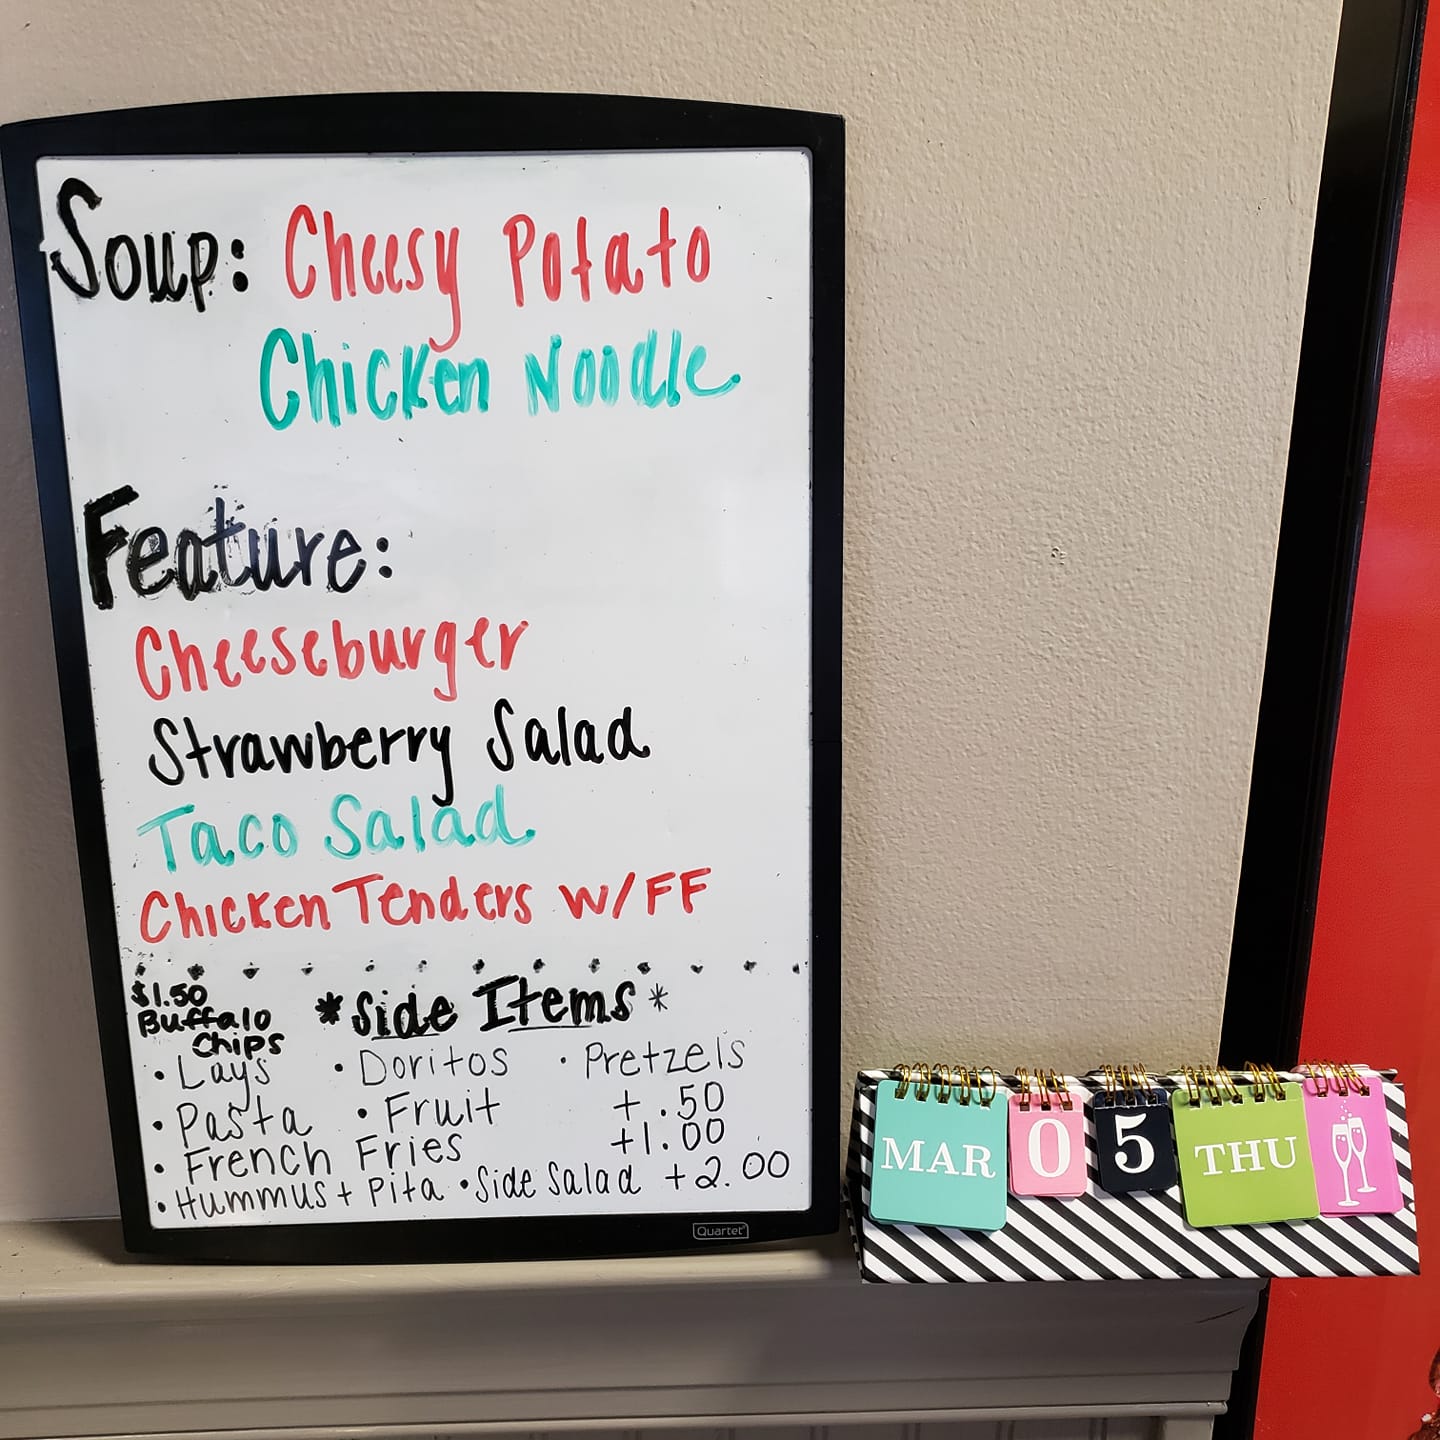 Soup: Cheesy Potato
Chicken Noodle
Feature:
Cheeseburger
Strawberry Salad
Taco Salad
Chicken Tenders w/FF
$1.50
Buffalo
Chips
*Side Items*
• Lays • Doritos • Pretzels
• Pasta • Fruit + .50
• French Fries +1.00
• Hummus + Pita • Side Salad +2.00
Quartet
MAR 05 THU